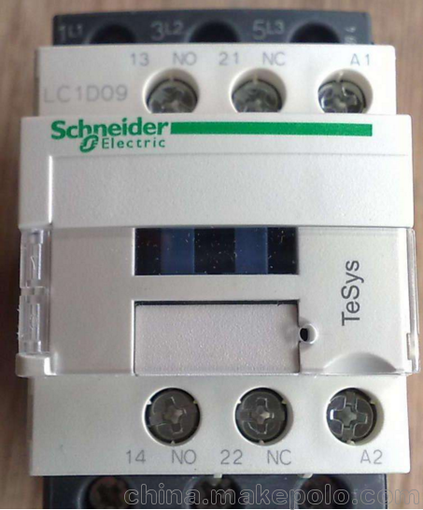 1L1 3L2 5L3
13 NO 21 NC A1
LC1D09
Schneider
Electric
TeSys
14 NO 22 NC A2
china.makepolo.com